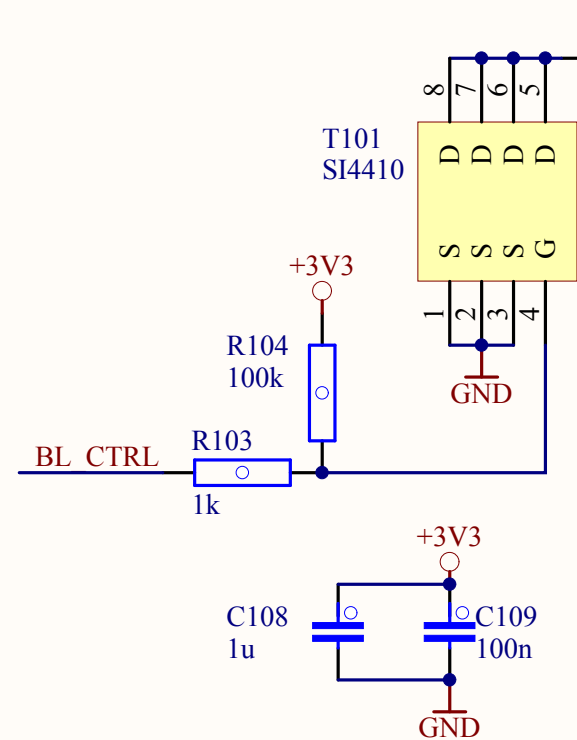 8 7 6 5
T101
SI4410
D D D D
S S S G
1 2 3 4
+3V3
R104
100k
GND
R103
BL_CTRL
1k
+3V3
C108
1u
C109
100n
GND